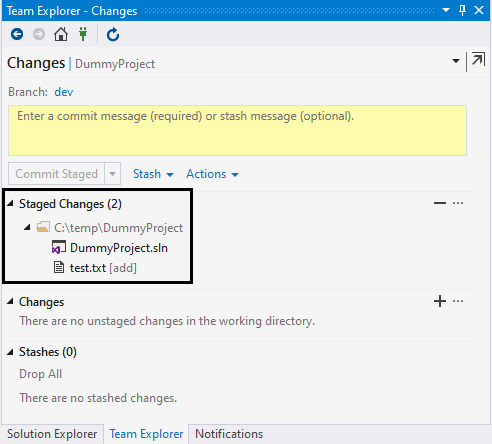 Team Explorer - Changes
Changes | DummyProject
Branch: dev
Enter a commit message (required) or stash message (optional).
Commit Staged Stash Actions
Staged Changes (2)
C:\temp\DummyProject
DummyProject.sln
test.txt [add]
Changes
There are no unstaged changes in the working directory.
Stashes (0)
Drop All
There are no stashed changes.
Solution Explorer Team Explorer Notifications